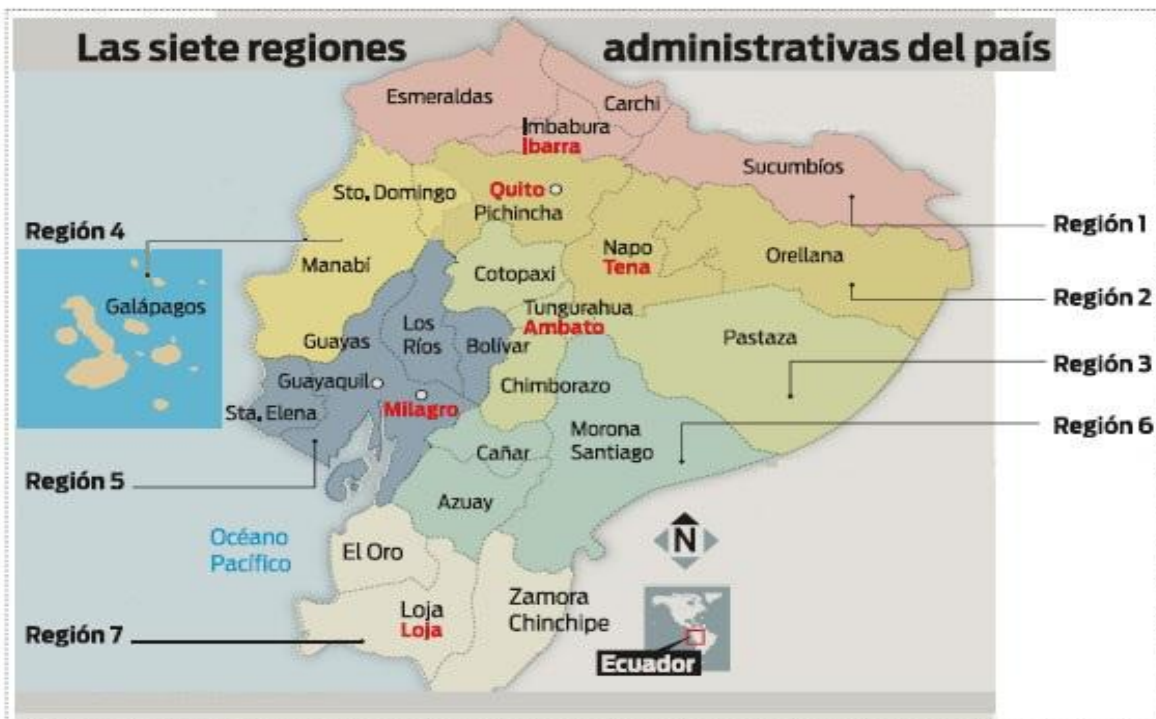 Las siete regiones administrativas del país
Esmeraldas
Carchi
Imbabura
Ibarra
Sucumbíos
Sto. Domingo
Quito
Pichincha
Región 4
Región 1
Manabí
Napo
Tena
Orellana
Cotopaxi
Galápagos
Región 2
Tungurahua
Ambato
Los
Ríos
Guayas
Bolívar
Pastaza
Región 3
Guayaquil
Chimborazo
Milagro
Sta. Elena
Región 6
Morona
Santiago
Cañar
Región 5
Azuay
Océano
Pacífico
El Oro
N
Zamora
Chinchipe
Loja
Loja
Región 7
Ecuador